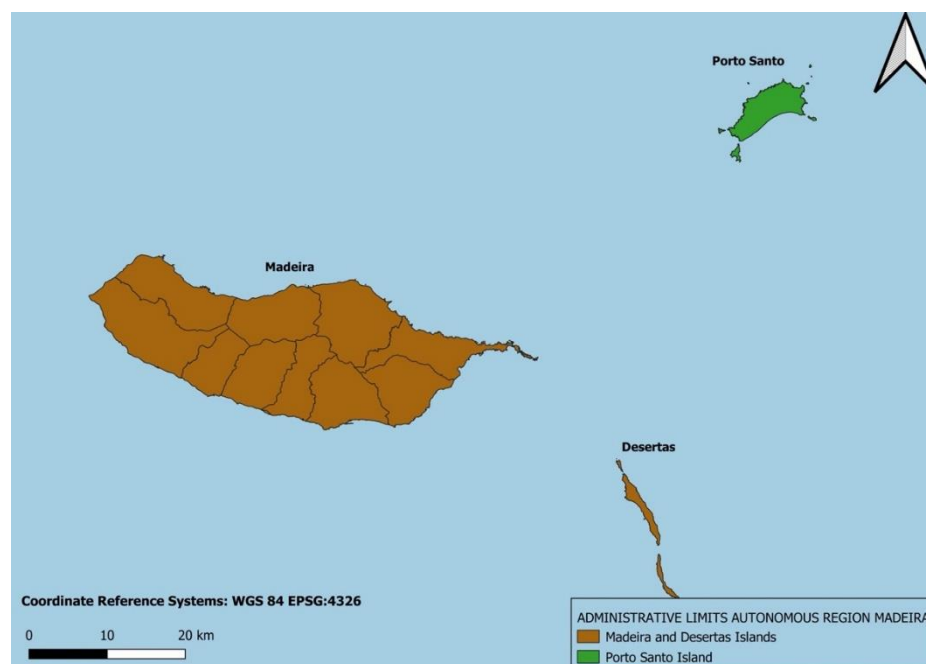 Porto Santo
Madeira
Desertas
Coordinate Reference Systems: WGS 84 EPSG:4326
0 10 20 km
ADMINISTRATIVE LIMITS AUTONOMOUS REGION MADEIRA
Madeira and Desertas Islands
Porto Santo Island